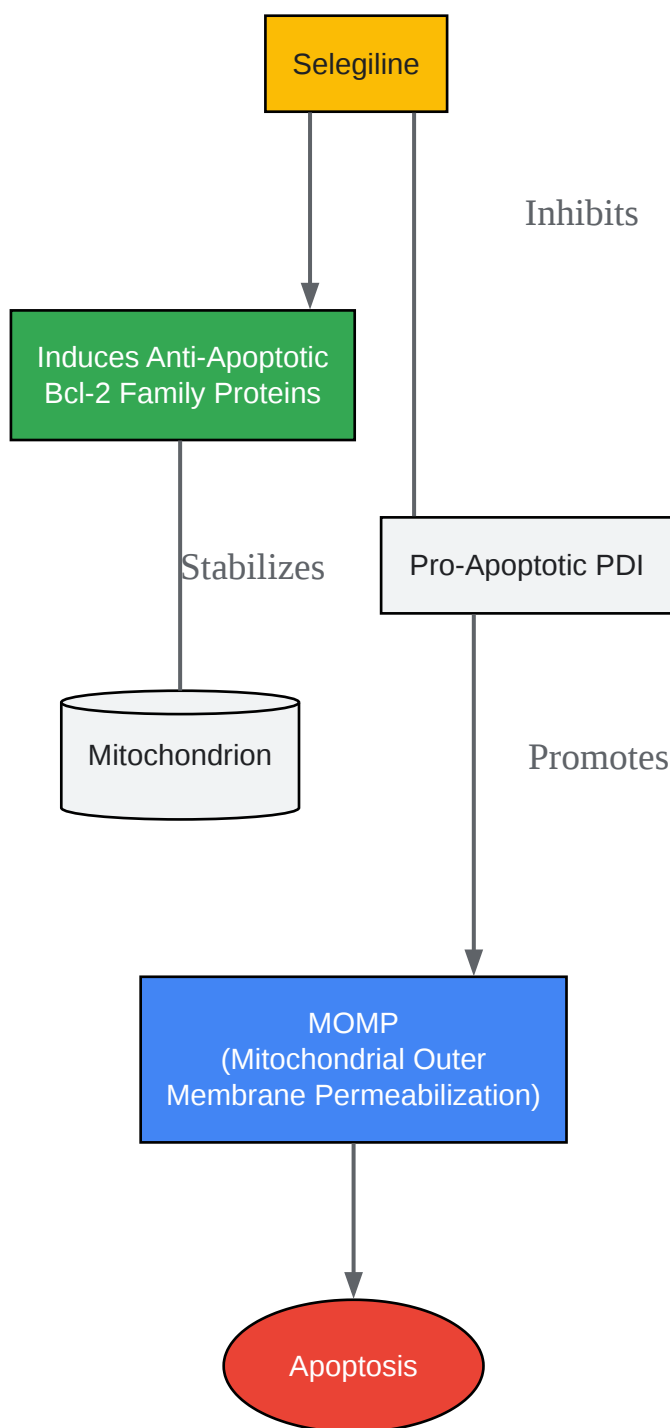 Selegiline
Inhibits
Induces Anti-Apoptotic
Bcl-2 Family Proteins
Stabilizes
Pro-Apoptotic PDI
Mitochondrion
Promotes
MOMP
(Mitochondrial Outer
Membrane Permeabilization)
Apoptosis